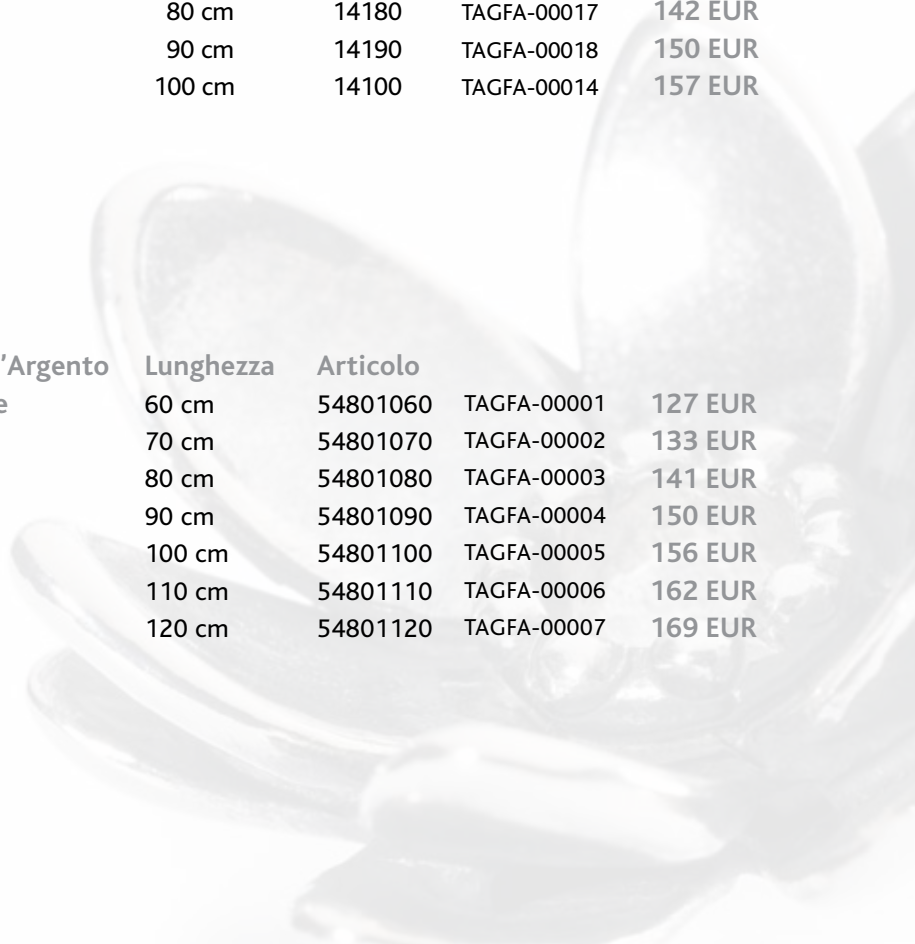 80 cm 14180 TAGFA-00017 142 EUR
90 cm 14190 TAGFA-00018 150 EUR
100 cm 14100 TAGFA-00014 157 EUR
'Argento Lunghezza Articolo
e 60 cm 54801060 TAGFA-00001 127 EUR
70 cm 54801070 TAGFA-00002 133 EUR
80 cm 54801080 TAGFA-00003 141 EUR
90 cm 54801090 TAGFA-00004 150 EUR
100 cm 54801100 TAGFA-00005 156 EUR
110 cm 54801110 TAGFA-00006 162 EUR
120 cm 54801120 TAGFA-00007 169 EUR